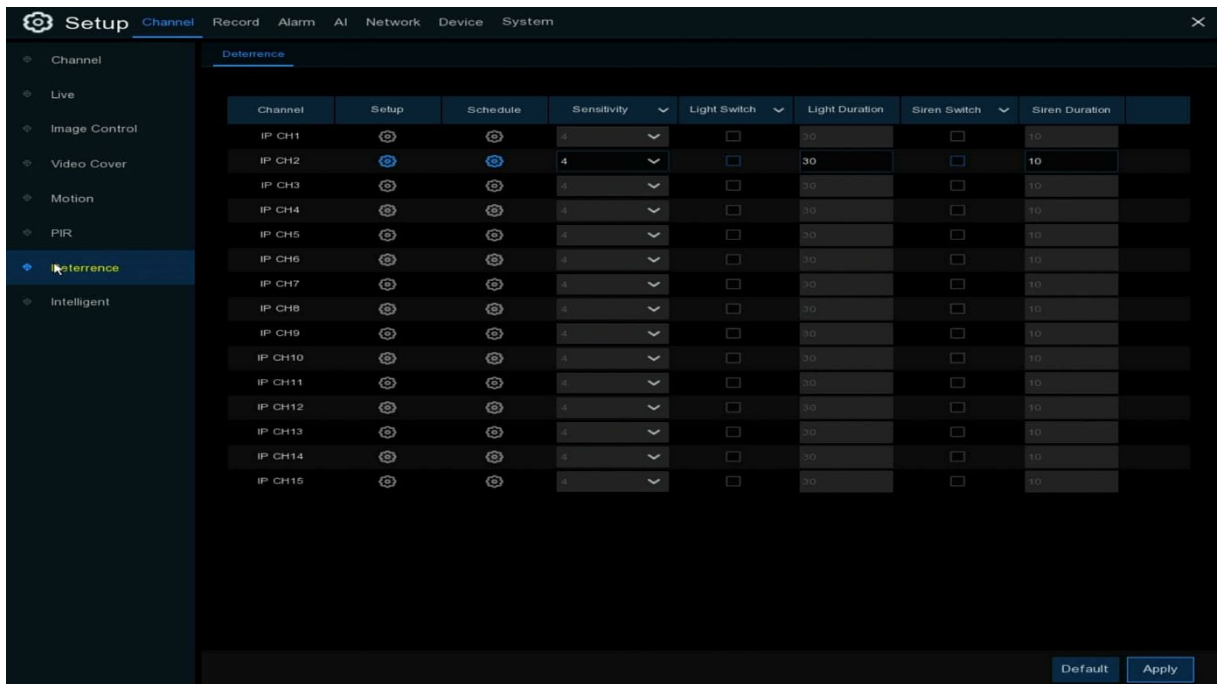 Setup Channel Record Alarm AI Network Device System
Channel
Live
Image Control
Video Cover
Motion
PIR
Deterrence
Intelligent
Deterrence
Channel Setup Schedule Sensitivity Light Switch Light Duration Siren Switch Siren Duration
IP CH1 4 30 10
IP CH2 4 30 10
IP CH3 4 30 10
IP CH4 4 30 10
IP CH5 4 30 10
IP CH6 4 30 10
IP CH7 4 30 10
IP CH8 4 30 10
IP CH9 4 30 10
IP CH10 4 30 10
IP CH11 4 30 10
IP CH12 4 30 10
IP CH13 4 30 10
IP CH14 4 30 10
IP CH15 4 30 10
Default Apply